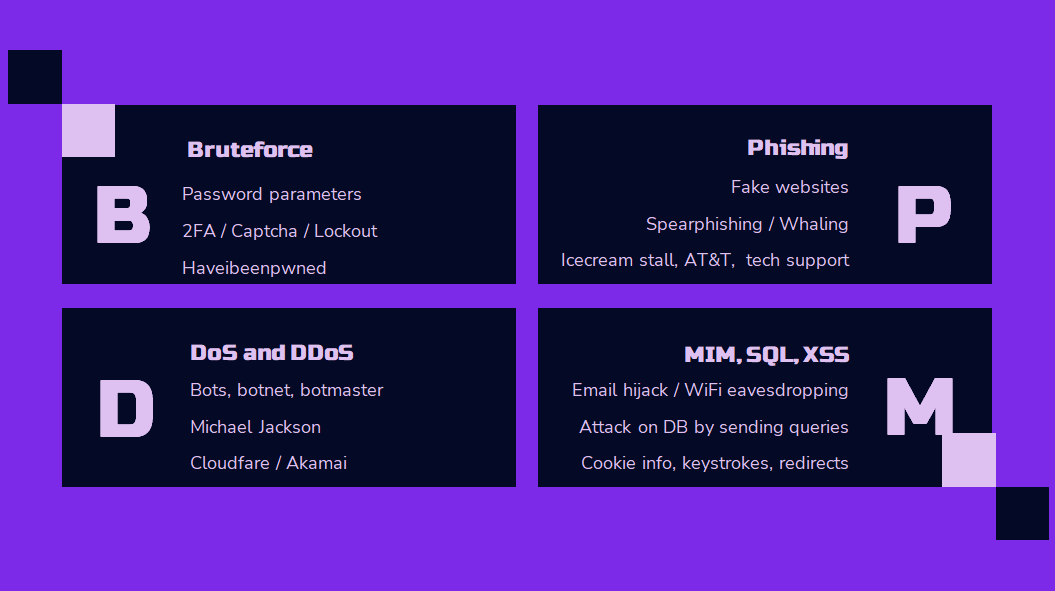 B
Bruteforce
Password parameters
2FA / Captcha / Lockout
Haveibeenpwned
P
Phishing
Fake websites
Spearphishing / Whaling
Icecream stall, AT&T,  tech support
D
DoS and DDoS
Bots, botnet, botmaster
Michael Jackson
Cloudfare / Akamai
M
MIM, SQL, XSS
Email hijack / WiFi eavesdropping
Attack on DB by sending queries
Cookie info, keystrokes, redirects